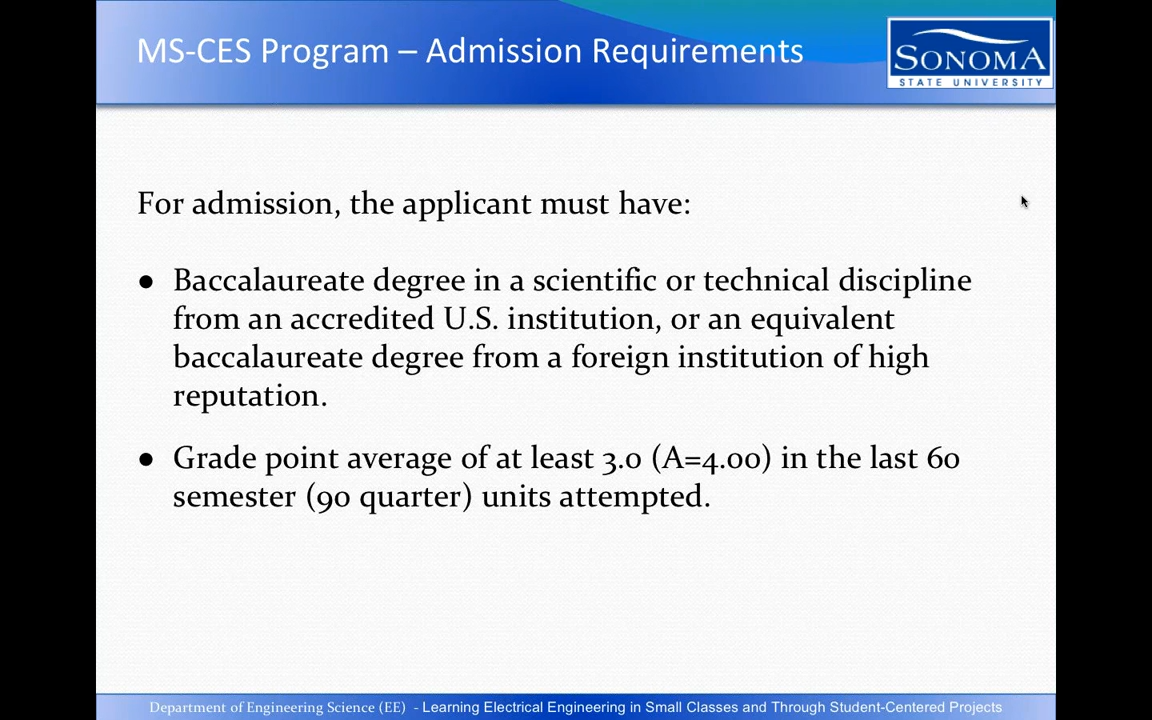 MS-CES Program – Admission Requirements
SONOMA
STATE UNIVERSITY
For admission, the applicant must have:
● Baccalaureate degree in a scientific or technical discipline
from an accredited U.S. institution, or an equivalent
baccalaureate degree from a foreign institution of high
reputation.
● Grade point average of at least 3.0 (A=4.00) in the last 60
semester (90 quarter) units attempted.
Department of Engineering Science (EE) - Learning Electrical Engineering in Small Classes and Through Student-Centered Projects